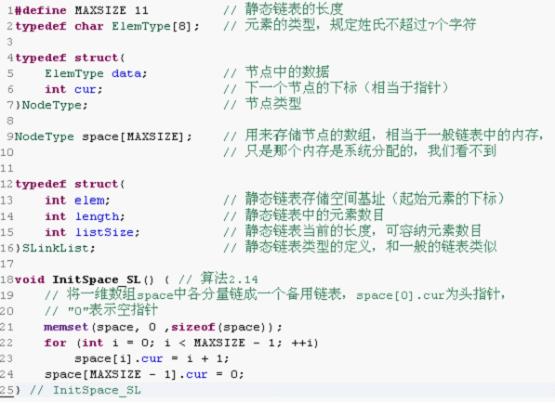 1#define MAXSIZE 11 // 静态链表的长度
2typedef char ElemType[8]; // 元素的类型，规定姓氏不超过7个字符
3
4typedef struct{
5 ElemType data; // 节点中的数据
6 int cur; // 下一个节点的下标（相当于指针）
7}NodeType; // 节点类型
8
9NodeType space[MAXSIZE]; // 用来存储节点的数组，相当于一般链表中的内存，
10 // 只是那个内存是系统分配的，我们看不到
11
12typedef struct{
13 int elem; // 静态链表存储空间基址（起始元素的下标）
14 int length; // 静态链表中的元素数目
15 int listSize; // 静态链表当前的长度，可容纳元素数目
16}SLinkList; // 静态链表类型的定义，和一般的链表类似
17
18void InitSpace_SL() { // 算法2.14
19 // 将一维数组space中各分量链成一个备用链表，space[0].cur为头指针，
20 // "0"表示空指针
21 memset(space, 0 ,sizeof(space));
22 for (int i = 0; i < MAXSIZE - 1; ++i)
23 space[i].cur = i + 1;
24 space[MAXSIZE - 1].cur = 0;
25} // InitSpace_SL